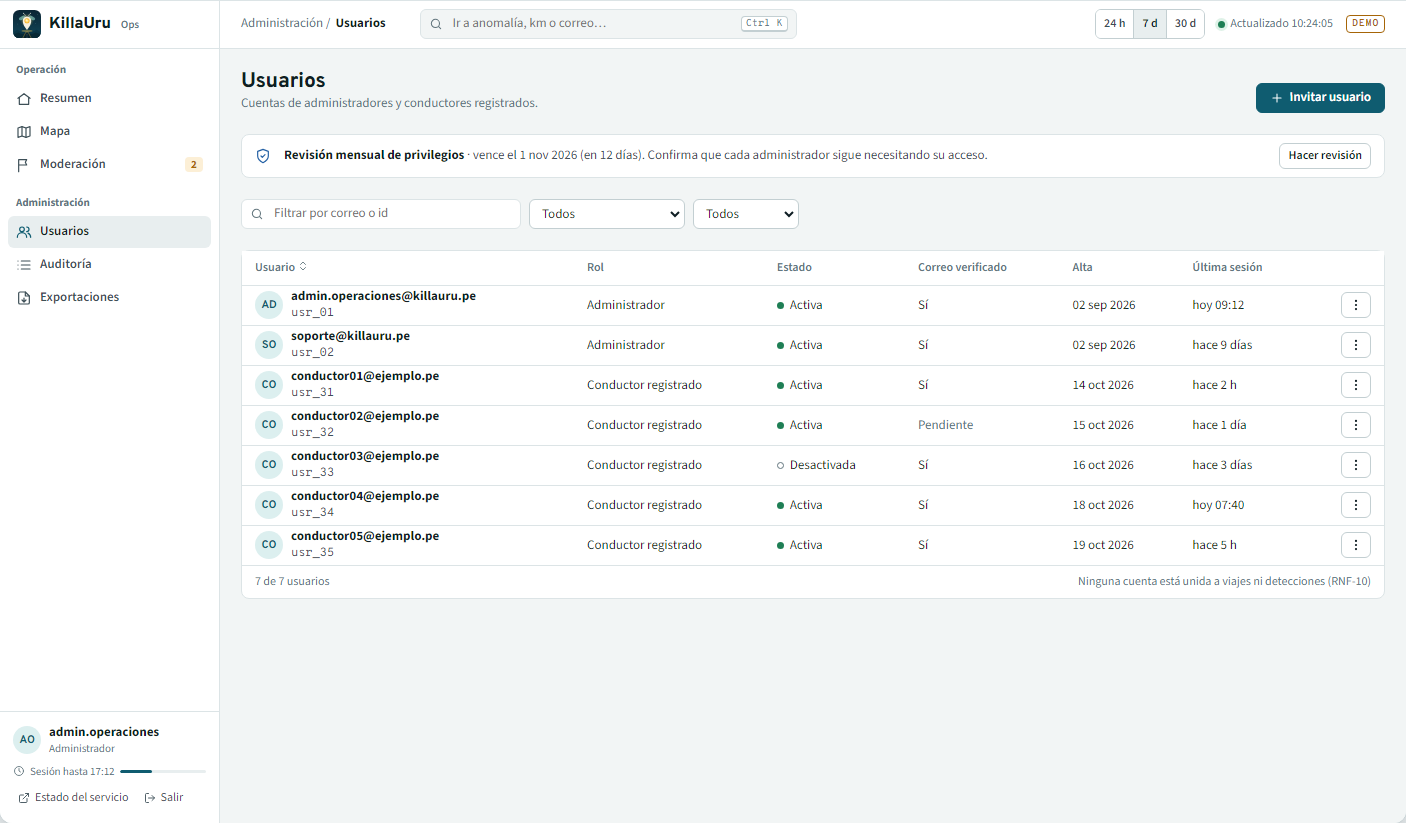 KillaUru Ops
Administración / Usuarios
Ir a anomalía, km o correo…
Ctrl K
24 h 7 d 30 d
Actualizado 10:24:05
DEMO
Operación
Resumen
Mapa
Moderación 2
Administración
Usuarios
Auditoría
Exportaciones
Usuarios
Cuentas de administradores y conductores registrados.
+ Invitar usuario
Revisión mensual de privilegios · vence el 1 nov 2026 (en 12 días). Confirma que cada administrador sigue necesitando su acceso.
Hacer revisión
Filtrar por correo o id
Todos
Todos
Usuario Rol Estado Correo verificado Alta Última sesión
AD admin.operaciones@killauru.pe Administrador Activa Sí 02 sep 2026 hoy 09:12
usr_01
SO soporte@killauru.pe Administrador Activa Sí 02 sep 2026 hace 9 días
usr_02
CO conductor01@ejemplo.pe Conductor registrado Activa Sí 14 oct 2026 hace 2 h
usr_31
CO conductor02@ejemplo.pe Conductor registrado Activa Pendiente 15 oct 2026 hace 1 día
usr_32
CO conductor03@ejemplo.pe Conductor registrado Desactivada Sí 16 oct 2026 hace 3 días
usr_33
CO conductor04@ejemplo.pe Conductor registrado Activa Sí 18 oct 2026 hoy 07:40
usr_34
CO conductor05@ejemplo.pe Conductor registrado Activa Sí 19 oct 2026 hace 5 h
usr_35
7 de 7 usuarios
Ninguna cuenta está unida a viajes ni detecciones (RNF-10)
AO admin.operaciones
Administrador
Sesión hasta 17:12
Estado del servicio Salir